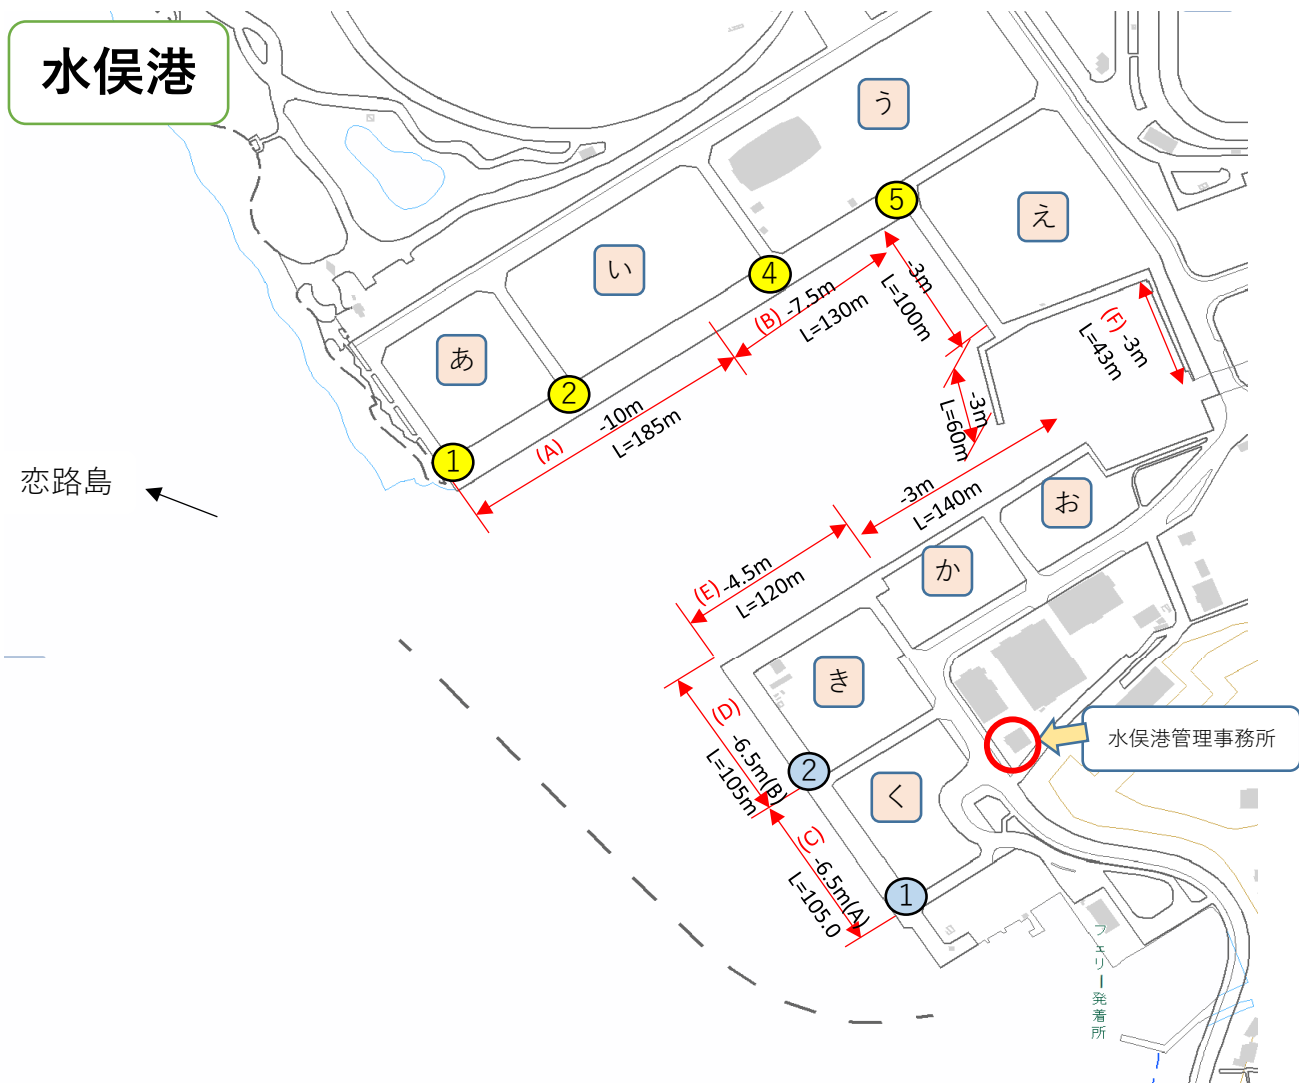 水俣港
う
⑤
え
い
④
-3m
L=100m
(B) -7.5m
L=130m
(F) -3m
L=43m
あ
②
-10m
(A)
L=185m
①
-3m
L=60m
恋路島
-3m
L=140m
お
か
(E) -4.5m
L=120m
き
(D) -6.5m(B)
L=105m
水俣港管理事務所
②
く
(C) -6.5m(A)
L=105.0
①
フェリー発着所